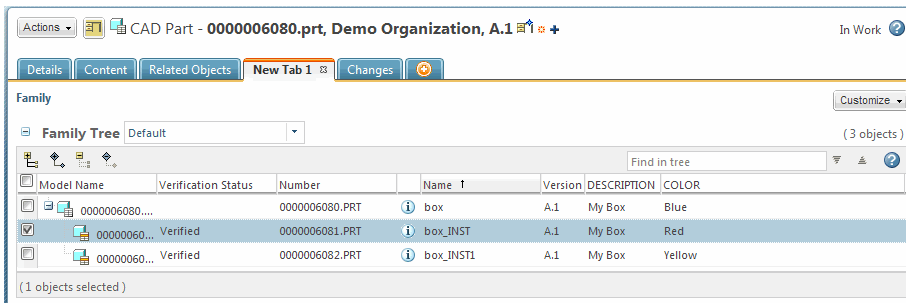 Actions CAD Part - 0000006080.prt, Demo Organization, A.1 In Work
Details Content Related Objects New Tab 1 Changes
Family
Customize
Family Tree Default ( 3 objects )
Find in tree
Model Name Verification Status Number Name Version DESCRIPTION COLOR
0000006080.... 0000006080.PRT box A.1 My Box Blue
00000060... Verified 0000006081.PRT box_INST A.1 My Box Red
00000060... Verified 0000006082.PRT box_INST1 A.1 My Box Yellow
( 1 objects selected )